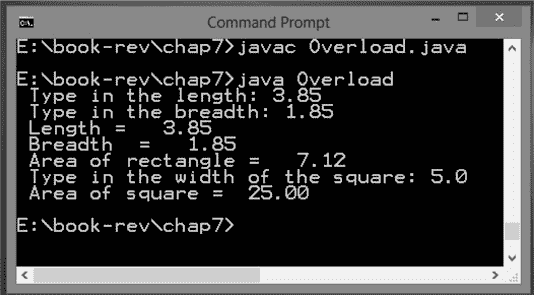 Command Prompt
E:\book-rev\chap7>javac Overload.java
E:\book-rev\chap7>java Overload
Type in the length: 3.85
Type in the breadth: 1.85
Length =   3.85
Breadth  =   1.85
Area of rectangle =   7.12
Type in the width of the square: 5.0
Area of square =  25.00
E:\book-rev\chap7>